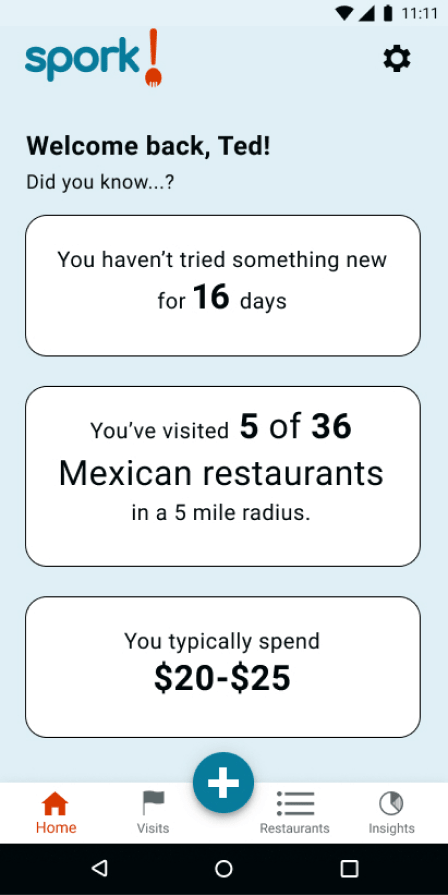 11:11
spork!
Welcome back, Ted!
Did you know...?
You haven't tried something new
for 16 days
You've visited 5 of 36
Mexican restaurants
in a 5 mile radius.
You typically spend
$20-$25
Home
Visits
Restaurants
Insights